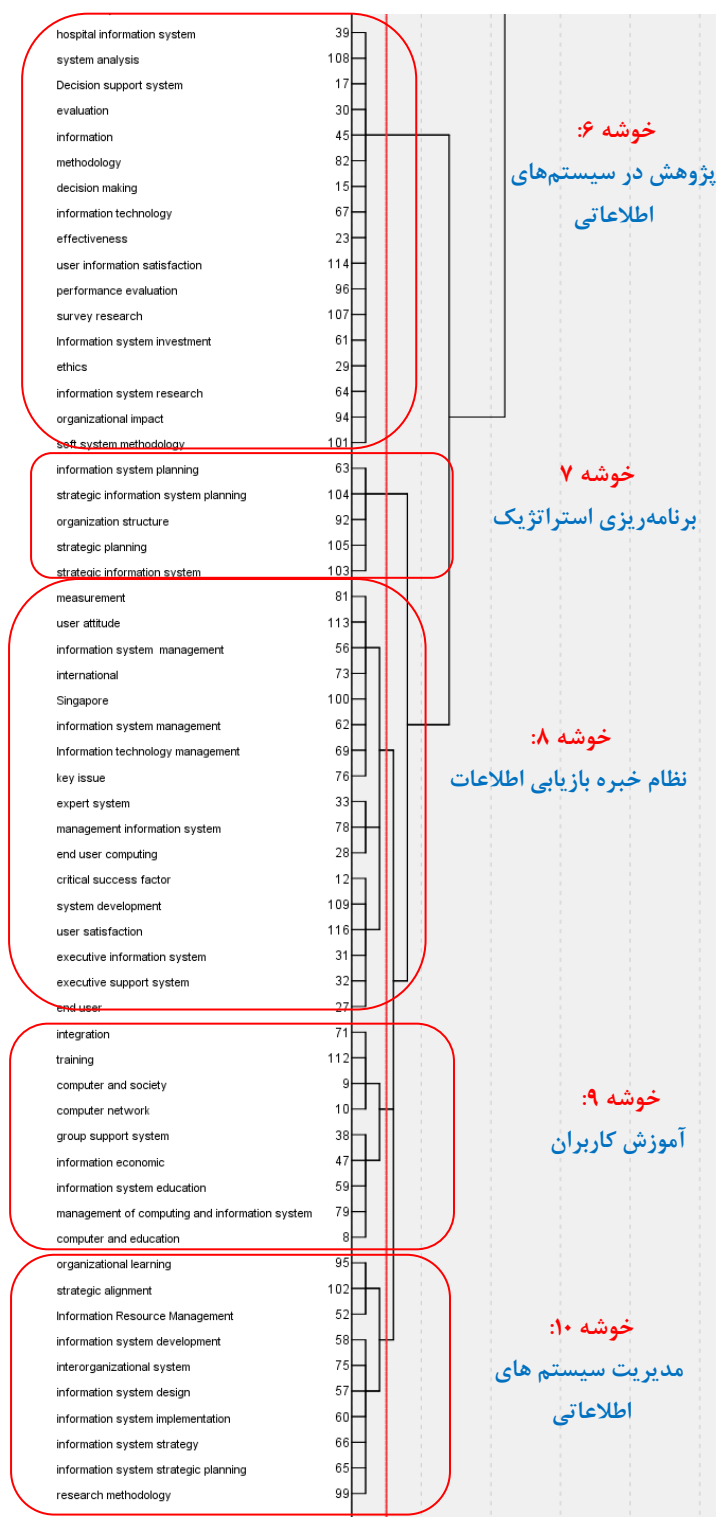 hospital information system 39
system analysis 108
Decision support system 17
evaluation 30
information 45
methodology 82
decision making 15
information technology 67
effectiveness 23
user information satisfaction 114
performance evaluation 96
survey research 107
Information system investment 61
ethics 29
information system research 64
organizational impact 94
soft system methodology 101
خوشه ۶:
پژوهش در سیستم‌های
اطلاعاتی
information system planning 63
strategic information system planning 104
organization structure 92
strategic planning 105
strategic information system 103
خوشه ۷
برنامه‌ریزی استراتژیک
measurement 81
user attitude 113
information system  management 56
international 73
Singapore 100
information system management 62
Information technology management 69
key issue 76
expert system 33
management information system 78
end user computing 28
critical success factor 12
system development 109
user satisfaction 116
executive information system 31
executive support system 32
end user 27
خوشه ۸:
نظام خبره بازیابی اطلاعات
integration 71
training 112
computer and society 9
computer network 10
group support system 38
information economic 47
information system education 59
management of computing and information system 79
computer and education 8
خوشه ۹:
آموزش کاربران
organizational learning 95
strategic alignment 102
Information Resource Management 52
information system development 58
interorganizational system 75
information system design 57
information system implementation 60
information system strategy 66
information system strategic planning 65
research methodology 99
خوشه ۱۰:
مدیریت سیستم های
اطلاعاتی